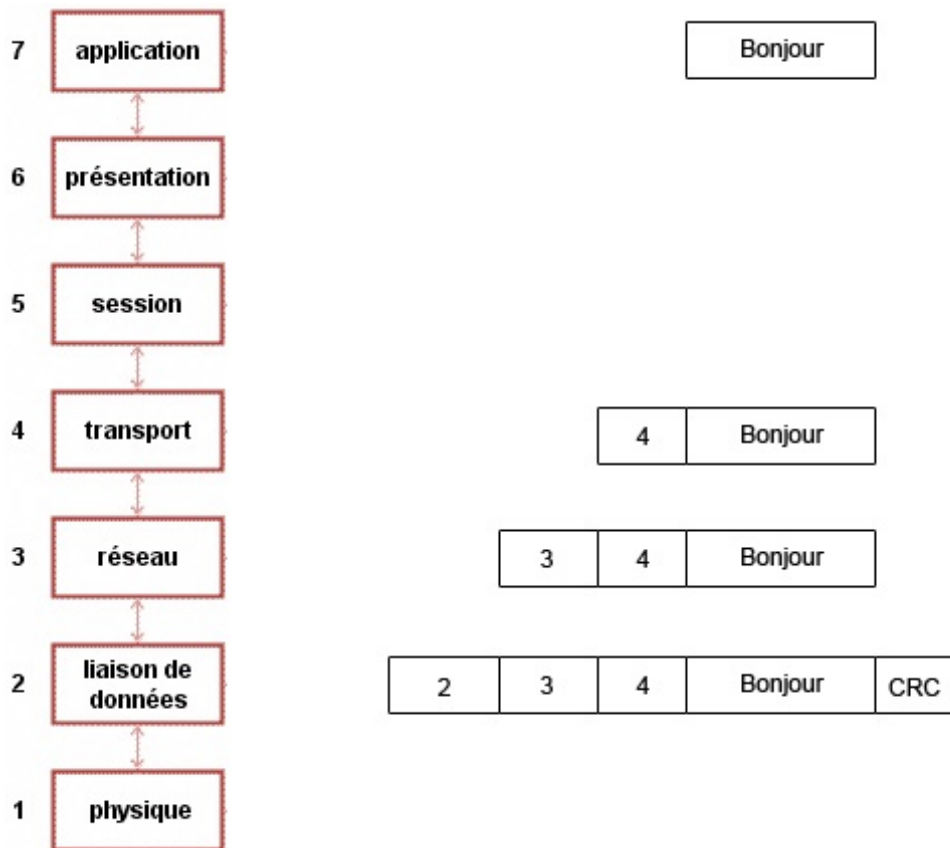 7 application Bonjour
6 présentation
5 session
4 transport 4 Bonjour
3 réseau 3 4 Bonjour
2 liaison de
données 2 3 4 Bonjour CRC
1 physique